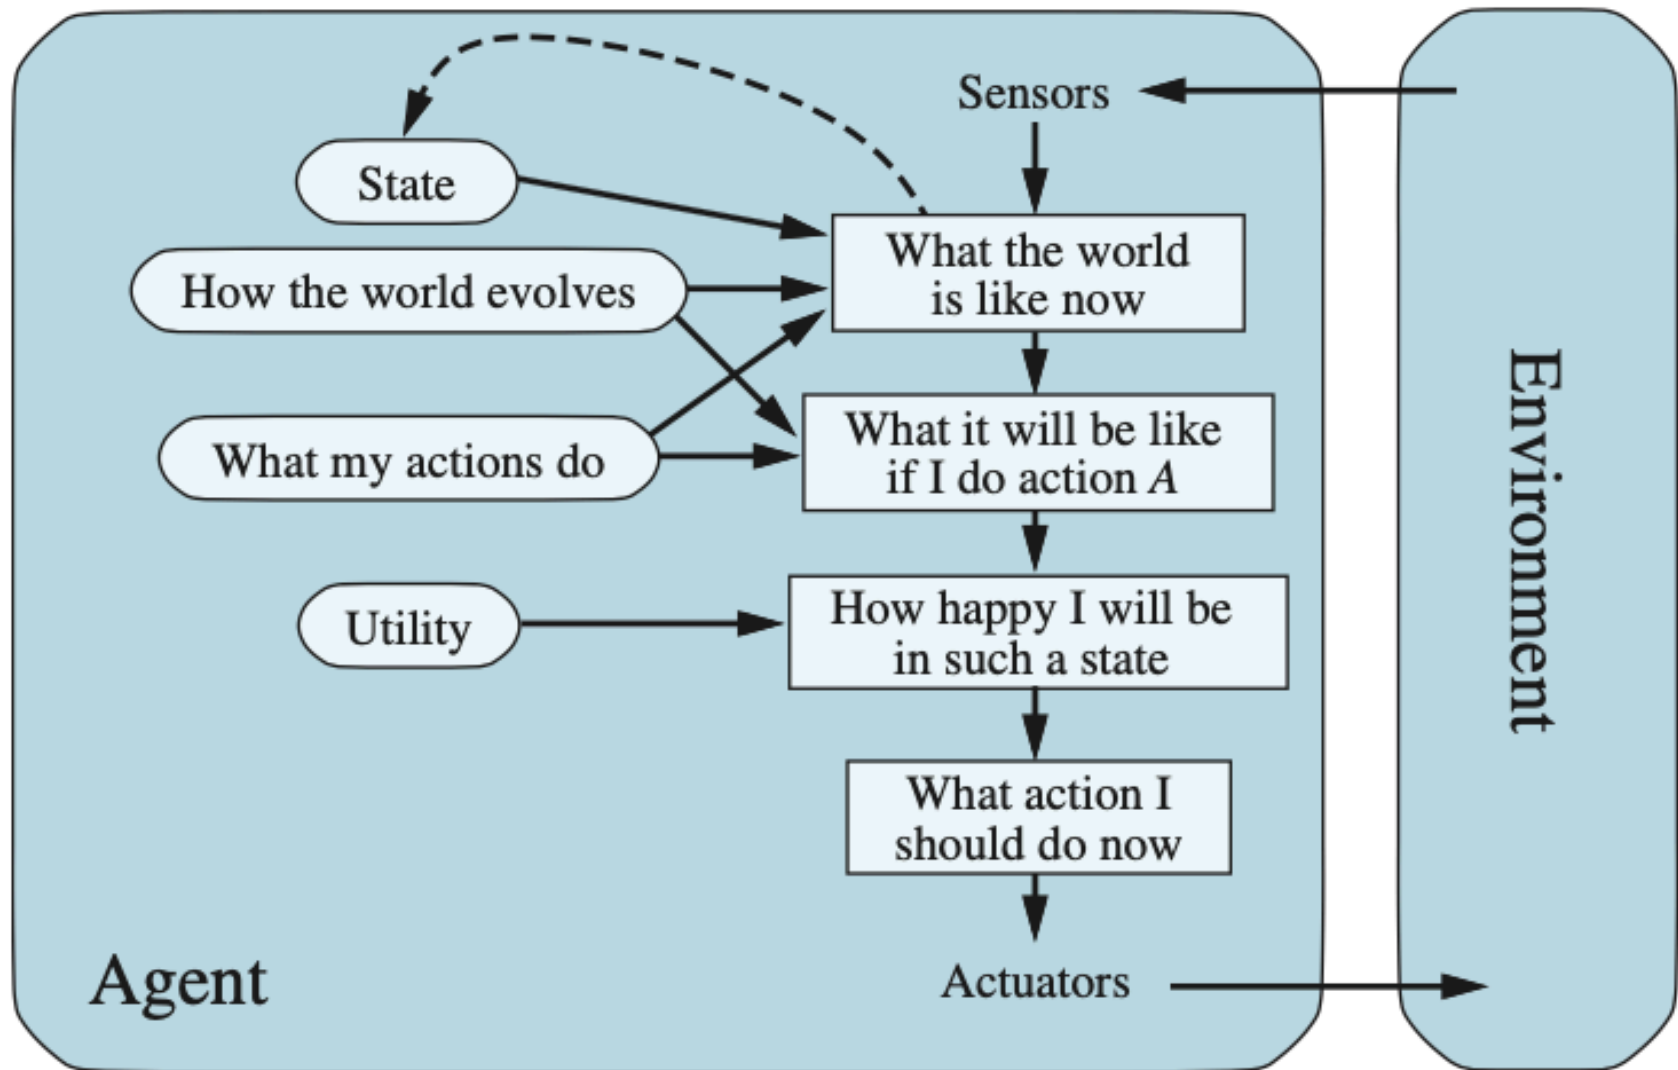 Sensors
State
What the world
is like now
How the world evolves
What it will be like
if I do action A
What my actions do
How happy I will be
in such a state
Utility
What action I
should do now
Agent
Actuators
Environment